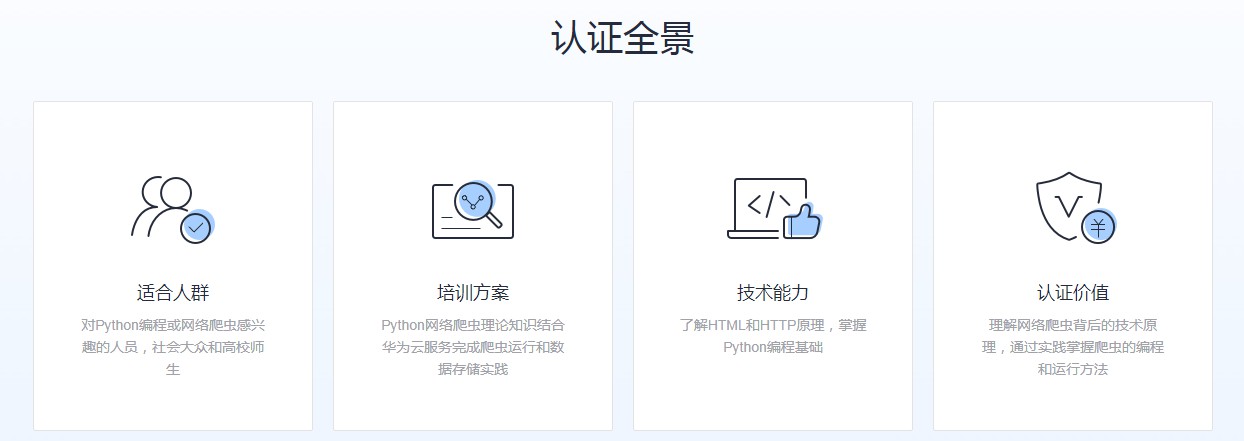 认证全景
适合人群
对Python编程或网络爬虫感兴
趣的人员，社会大众和高校师
生
培训方案
Python网络爬虫理论知识结合
华为云服务完成爬虫运行和数
据存储实践
技术能力
了解HTML和HTTP原理，掌握
Python编程基础
认证价值
理解网络爬虫背后的技术原
理，通过实践掌握爬虫的编程
和运行方法